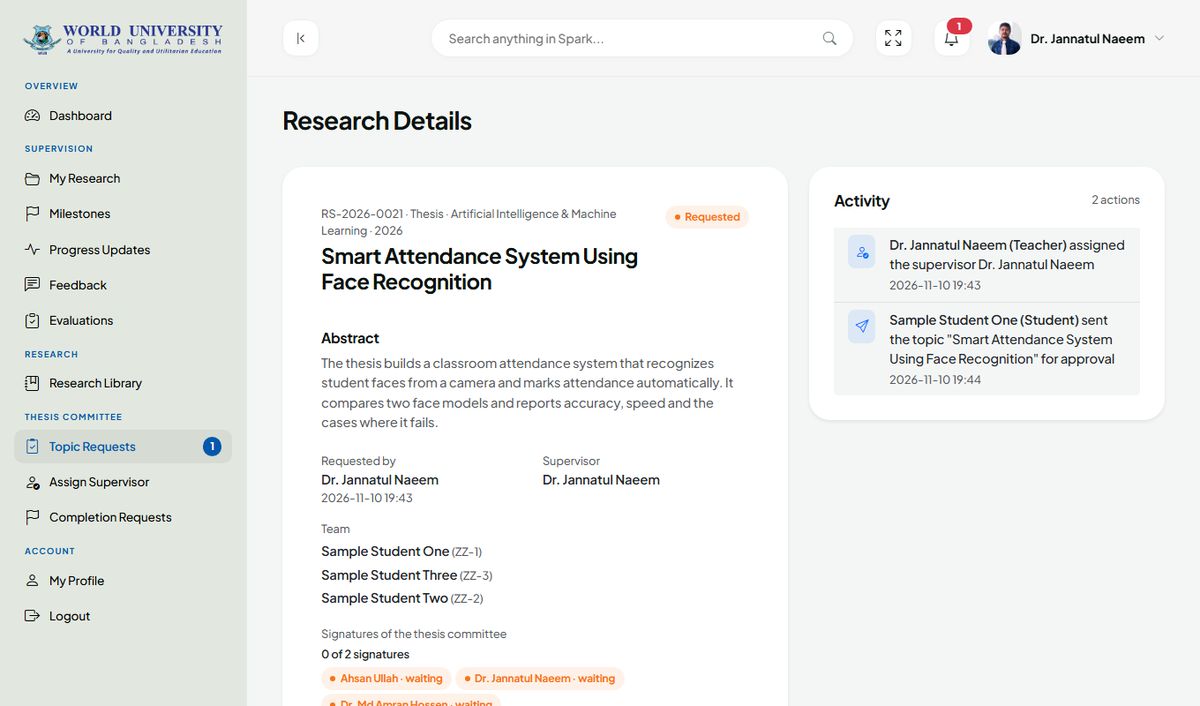 WORLD UNIVERSITY
OF BANGLADESH
A University for Quality and Utilitarian Education
OVERVIEW
Dashboard
SUPERVISION
My Research
Milestones
Progress Updates
Feedback
Evaluations
RESEARCH
Research Library
THESIS COMMITTEE
Topic Requests 1
Assign Supervisor
Completion Requests
ACCOUNT
My Profile
Logout
Search anything in Spark...
1
Dr. Jannatul Naeem
Research Details
RS-2026-0021 · Thesis · Artificial Intelligence & Machine
Learning · 2026
Requested
Smart Attendance System Using
Face Recognition
Abstract
The thesis builds a classroom attendance system that recognizes
student faces from a camera and marks attendance automatically. It
compares two face models and reports accuracy, speed and the
cases where it fails.
Requested by
Dr. Jannatul Naeem
2026-11-10 19:43
Supervisor
Dr. Jannatul Naeem
Team
Sample Student One (ZZ-1)
Sample Student Three (ZZ-3)
Sample Student Two (ZZ-2)
Signatures of the thesis committee
0 of 2 signatures
Ahsan Ullah · waiting
Dr. Jannatul Naeem · waiting
Dr. Md Amran Hossen · waiting
Activity
2 actions
Dr. Jannatul Naeem (Teacher) assigned
the supervisor Dr. Jannatul Naeem
2026-11-10 19:43
Sample Student One (Student) sent
the topic "Smart Attendance System
Using Face Recognition" for approval
2026-11-10 19:44